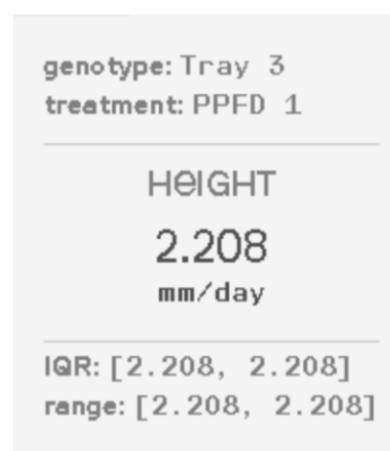 genotype: Tray 3
treatment: PPFD 1
HEIGHT
2.208
mm/day
IQR: [2.208, 2.208]
range: [2.208, 2.208]